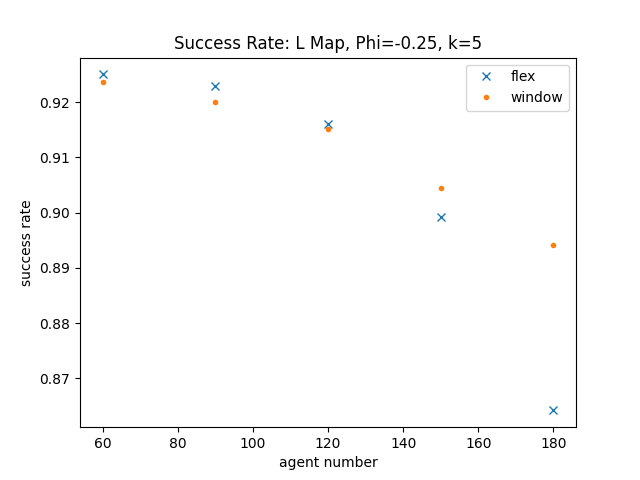 Success Rate: L Map, Phi=-0.25, k=5
flex
window
success rate
0.92
0.91
0.90
0.89
0.88
0.87
60 80 100 120 140 160 180
agent number